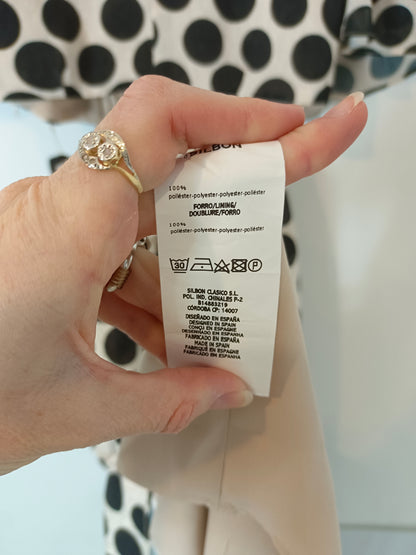 SILBON
100%
poliéster-polyester-polyester-poliéster
FORRO/LINING/
DOUBLURE/FORRO
100%
poliéster-polyester-polyester-poliéster
30 P
SILBON CLASICO S.L.
POL. IND. CHINALES P-2
B14883219
CÓRDOBA CP: 14007
DISEÑADO EN ESPAÑA
DESIGNED IN SPAIN
CONÇU EN ESPAGNE
DESENHADO EM ESPANHA
FABRICADO EN ESPAÑA
MADE IN SPAIN
FABRIQUÉ EN ESPAGNE
FABRICADO EM ESPANHA